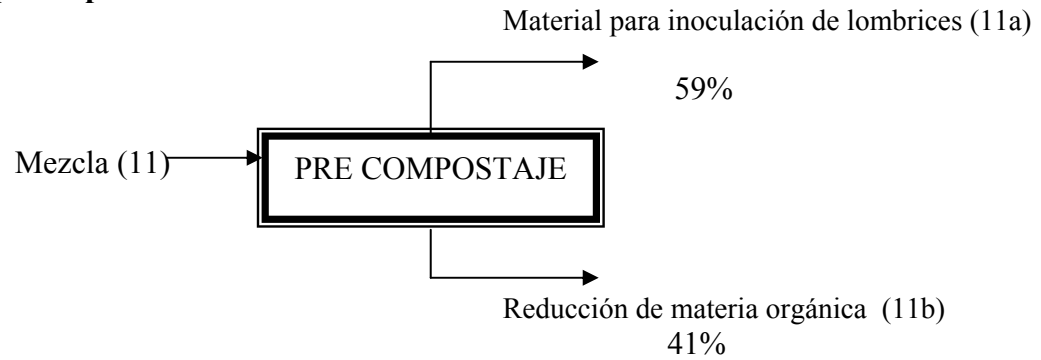 Material para inoculación de lombrices (11a)
59%
Mezcla (11)
PRE COMPOSTAJE
Reducción de materia orgánica (11b)
41%